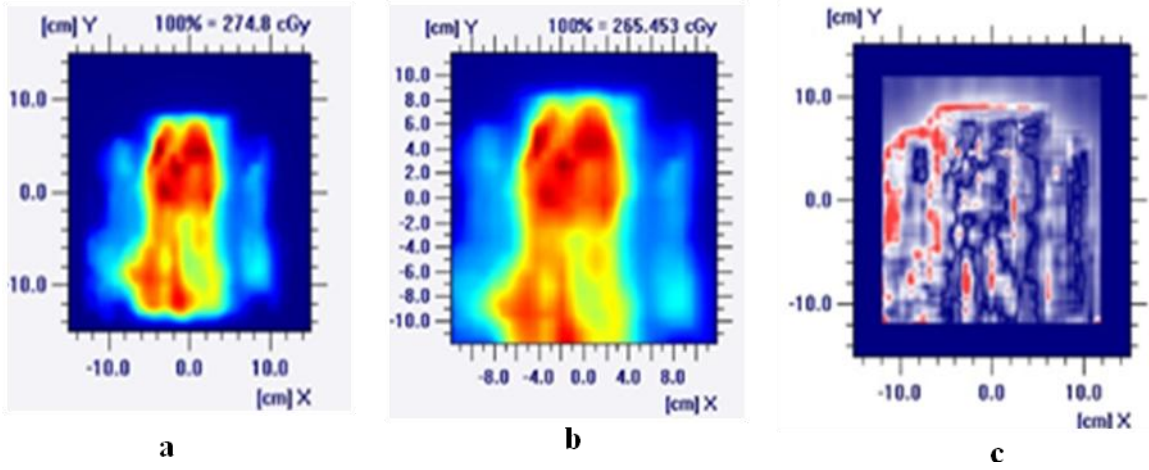 [cm] Y 100% = 274.8 cGy
10.0
0.0
-10.0
-10.0 0.0 10.0
[cm] X
a
[cm] Y 100% = 265.453 cGy
10.0
8.0
6.0
4.0
2.0
0.0
-2.0
-4.0
-6.0
-8.0
-10.0
-8.0 -4.0 0.0 4.0 8.0
[cm] X
b
[cm] Y
10.0
0.0
-10.0
-10.0 0.0 10.0
[cm] X
c